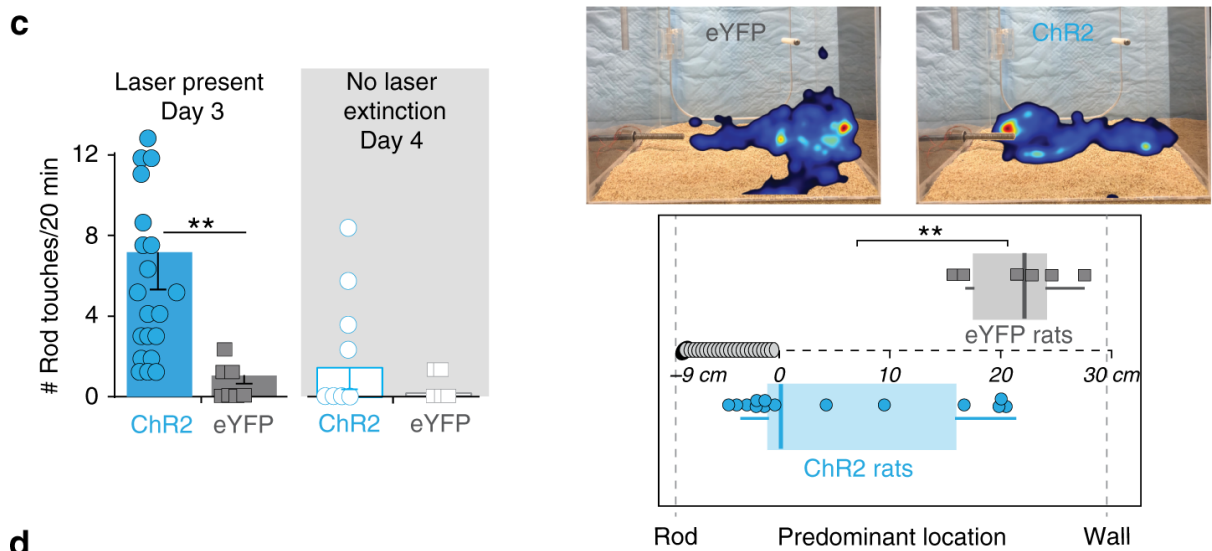 c
Laser present
Day 3
No laser
extinction
Day 4
# Rod touches/20 min
12
8
4
0
**
ChR2
eYFP
ChR2
eYFP
eYFP
ChR2
**
eYFP rats
–9 cm
0
10
20
30 cm
ChR2 rats
Rod
Predominant location
Wall
d